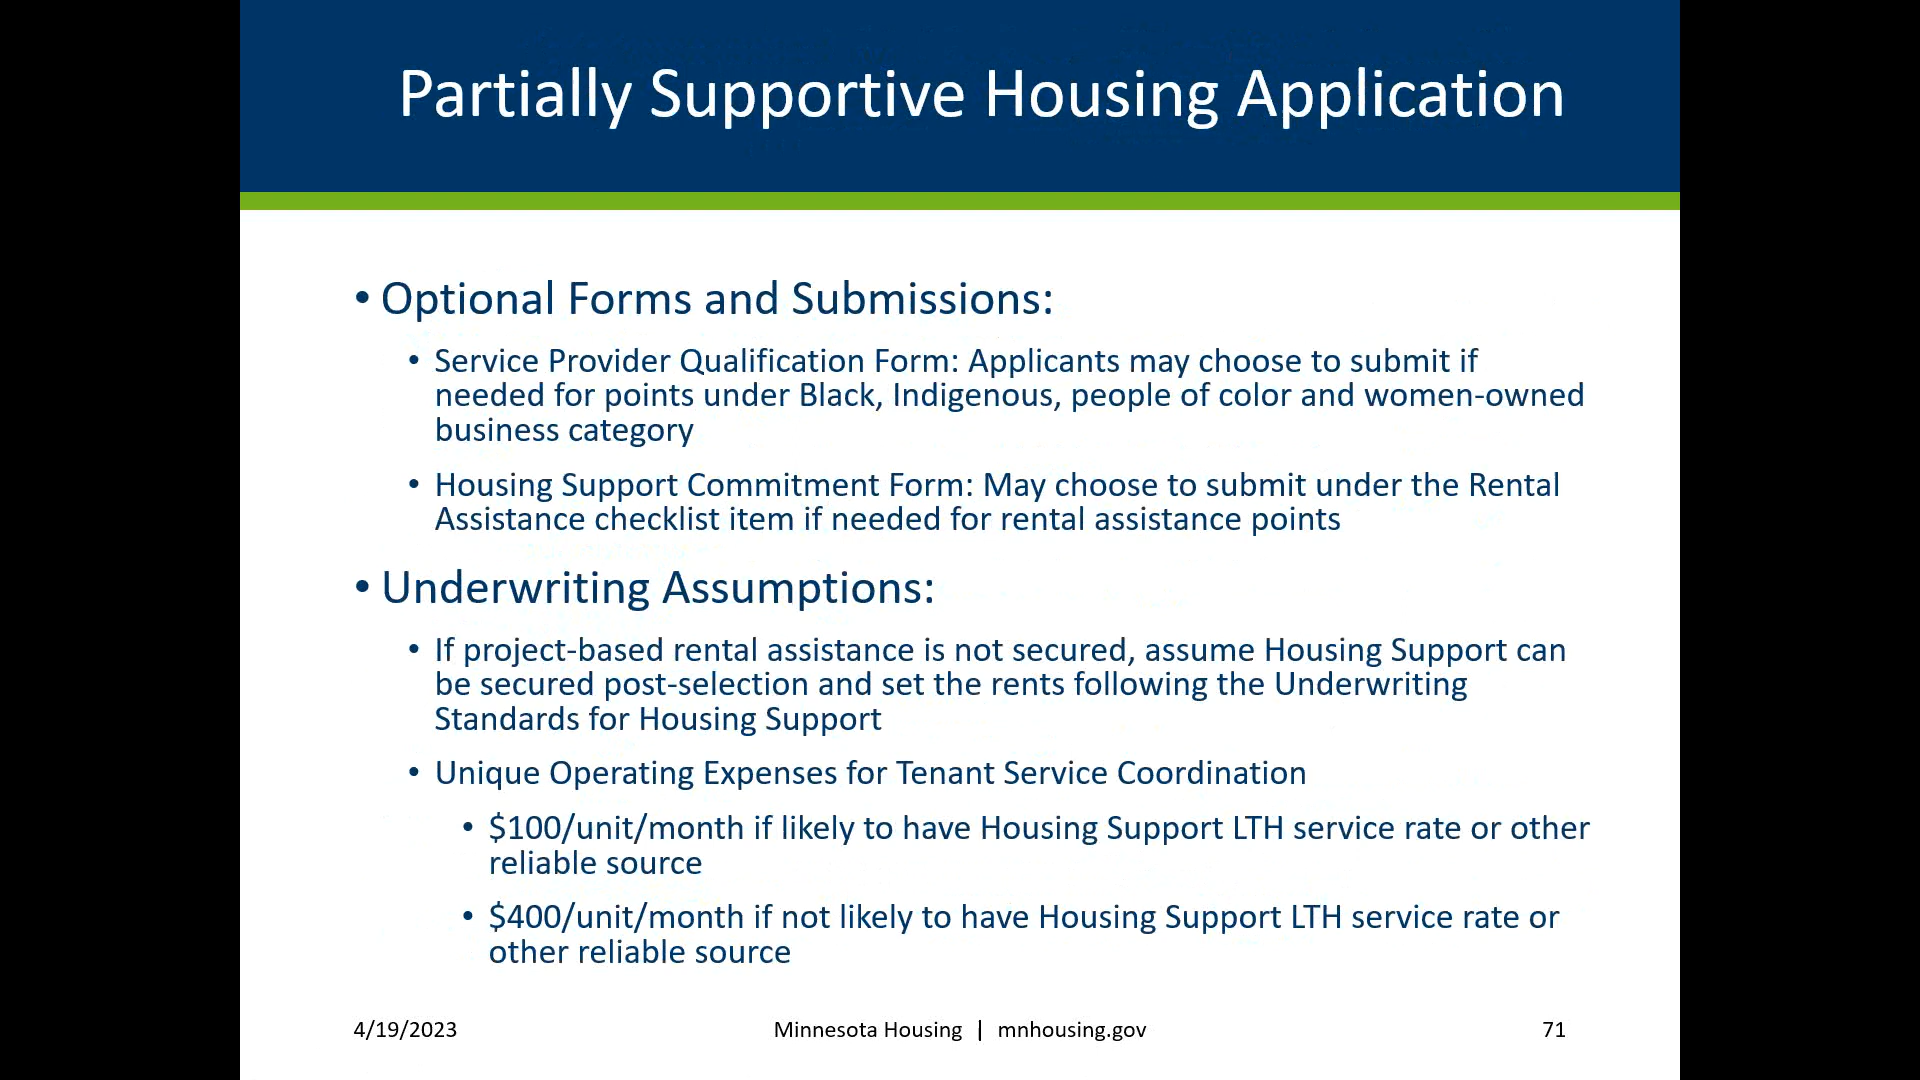 Partially Supportive Housing Application
• Optional Forms and Submissions:
• Service Provider Qualification Form: Applicants may choose to submit if
needed for points under Black, Indigenous, people of color and women-owned
business category
• Housing Support Commitment Form: May choose to submit under the Rental
Assistance checklist item if needed for rental assistance points
• Underwriting Assumptions:
• If project-based rental assistance is not secured, assume Housing Support can
be secured post-selection and set the rents following the Underwriting
Standards for Housing Support
• Unique Operating Expenses for Tenant Service Coordination
• $100/unit/month if likely to have Housing Support LTH service rate or other
reliable source
• $400/unit/month if not likely to have Housing Support LTH service rate or
other reliable source
4/19/2023 Minnesota Housing | mnhousing.gov 71